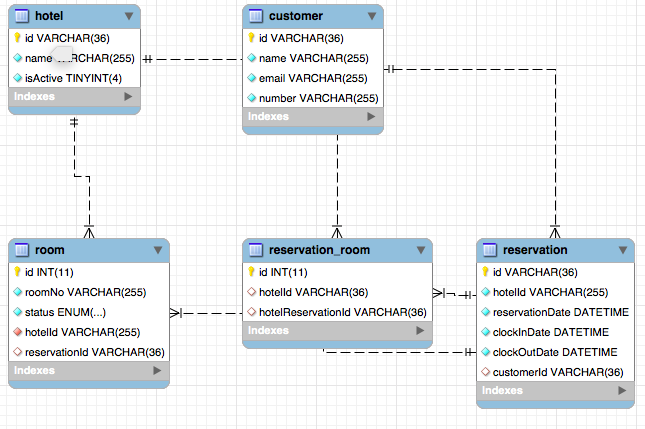 hotel
id VARCHAR(36)
name VARCHAR(255)
isActive TINYINT(4)
Indexes
customer
id VARCHAR(36)
name VARCHAR(255)
email VARCHAR(255)
number VARCHAR(255)
Indexes
room
id INT(11)
roomNo VARCHAR(255)
status ENUM(...)
hotelId VARCHAR(255)
reservationId VARCHAR(36)
Indexes
reservation_room
id INT(11)
hotelId VARCHAR(36)
hotelReservationId VARCHAR(36)
Indexes
reservation
id VARCHAR(36)
hotelId VARCHAR(255)
reservationDate DATETIME
clockInDate DATETIME
clockOutDate DATETIME
customerId VARCHAR(36)
Indexes